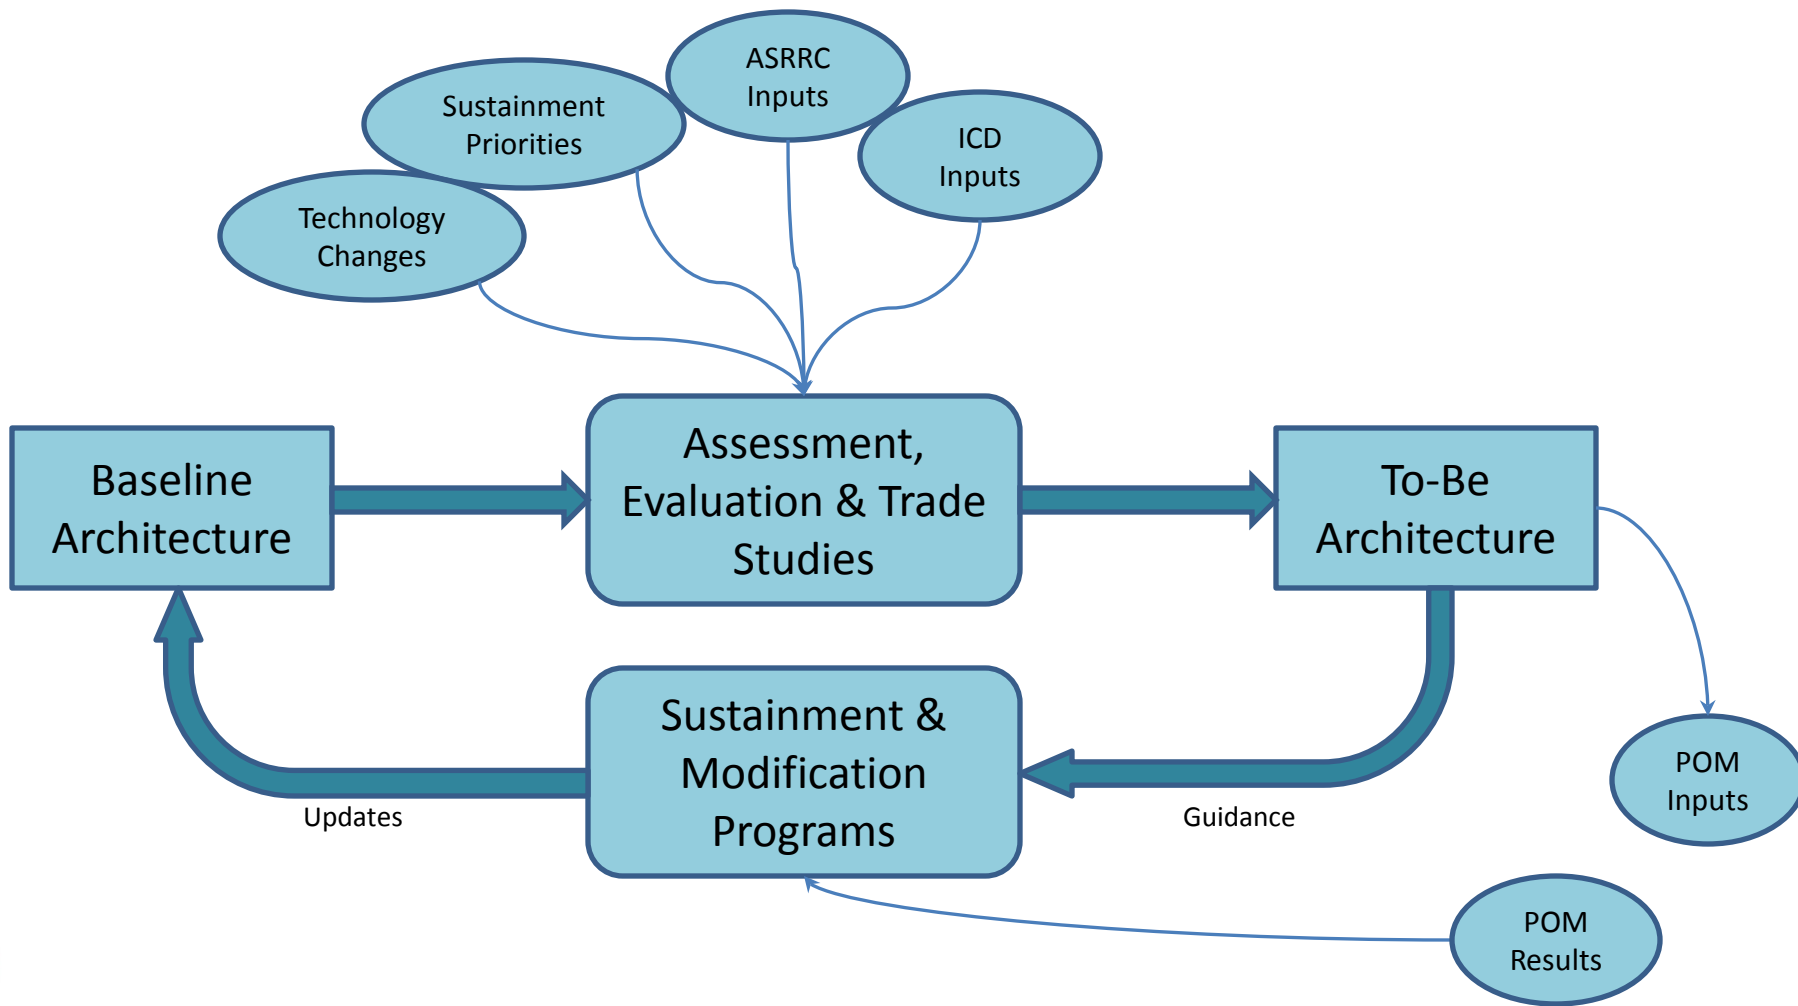 ASRRC
Inputs
Sustainment
Priorities
ICD
Inputs
Technology
Changes
Baseline
Architecture
Assessment,
Evaluation & Trade
Studies
To-Be
Architecture
Sustainment &
Modification
Programs
Updates
Guidance
POM
Inputs
POM
Results